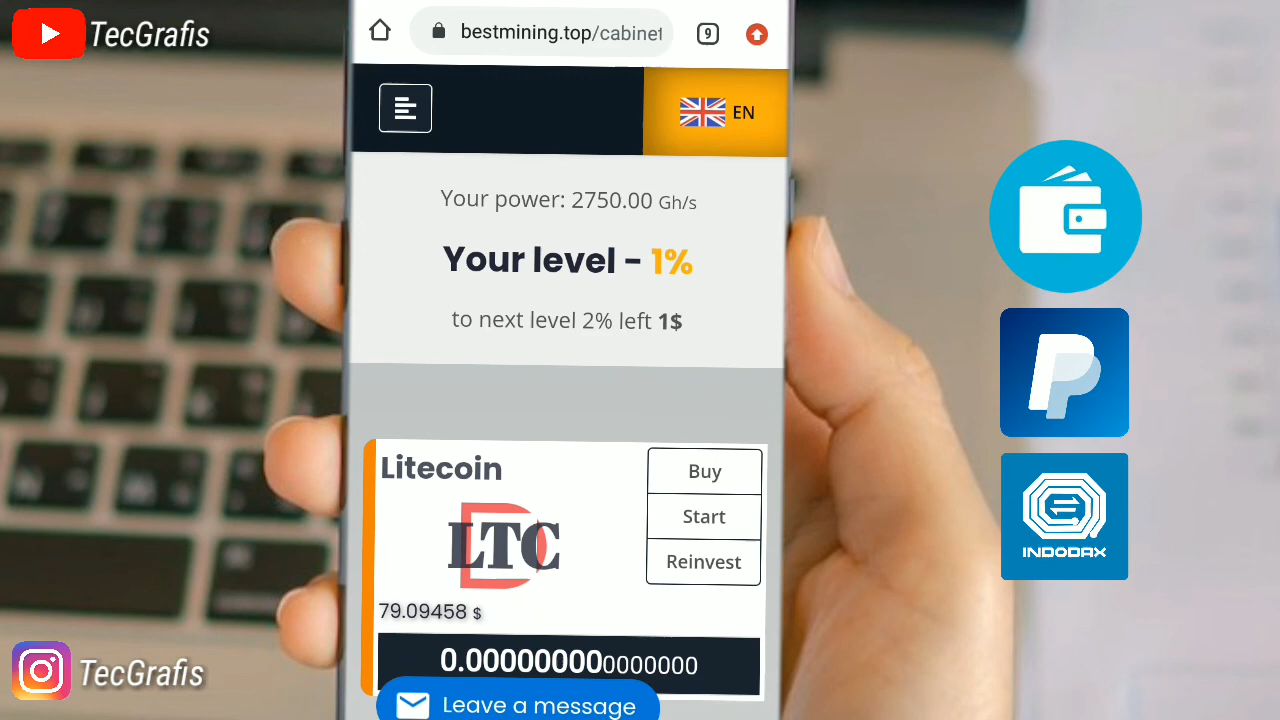 TecGrafis
bestmining.top/cabinet
9
EN
Your power: 2750.00 Gh/s
Your level - 1%
to next level 2% left 1$
Litecoin
Buy
Start
Reinvest
LTC
79.09458 $
0.000000000000000
Leave a message
INDODAX
TecGrafis